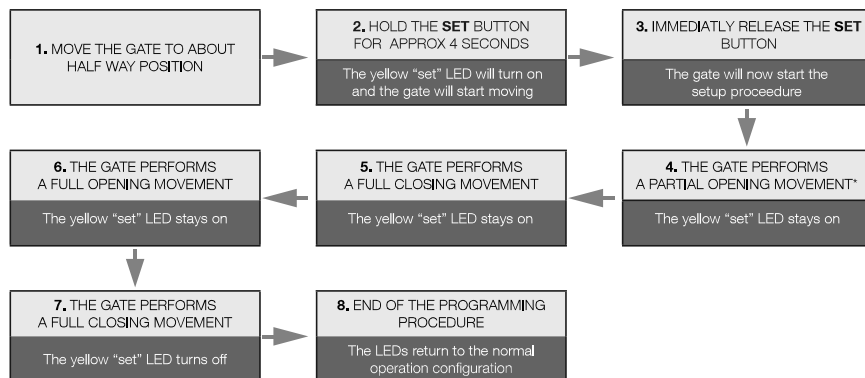 1. MOVE THE GATE TO ABOUT
HALF WAY POSITION
2. HOLD THE SET BUTTON
FOR APPROX 4 SECONDS
The yellow “set” LED will turn on
and the gate will start moving
3. IMMEDIATLY RELEASE THE SET
BUTTON
The gate will now start the
setup proceedure
4. THE GATE PERFORMS
A PARTIAL OPENING MOVEMENT*
The yellow “set” LED stays on
5. THE GATE PERFORMS
A FULL CLOSING MOVEMENT
The yellow “set” LED stays on
6. THE GATE PERFORMS
A FULL OPENING MOVEMENT
The yellow “set” LED stays on
7. THE GATE PERFORMS
A FULL CLOSING MOVEMENT
The yellow “set” LED turns off
8. END OF THE PROGRAMMING
PROCEDURE
The LEDs return to the normal
operation configuration